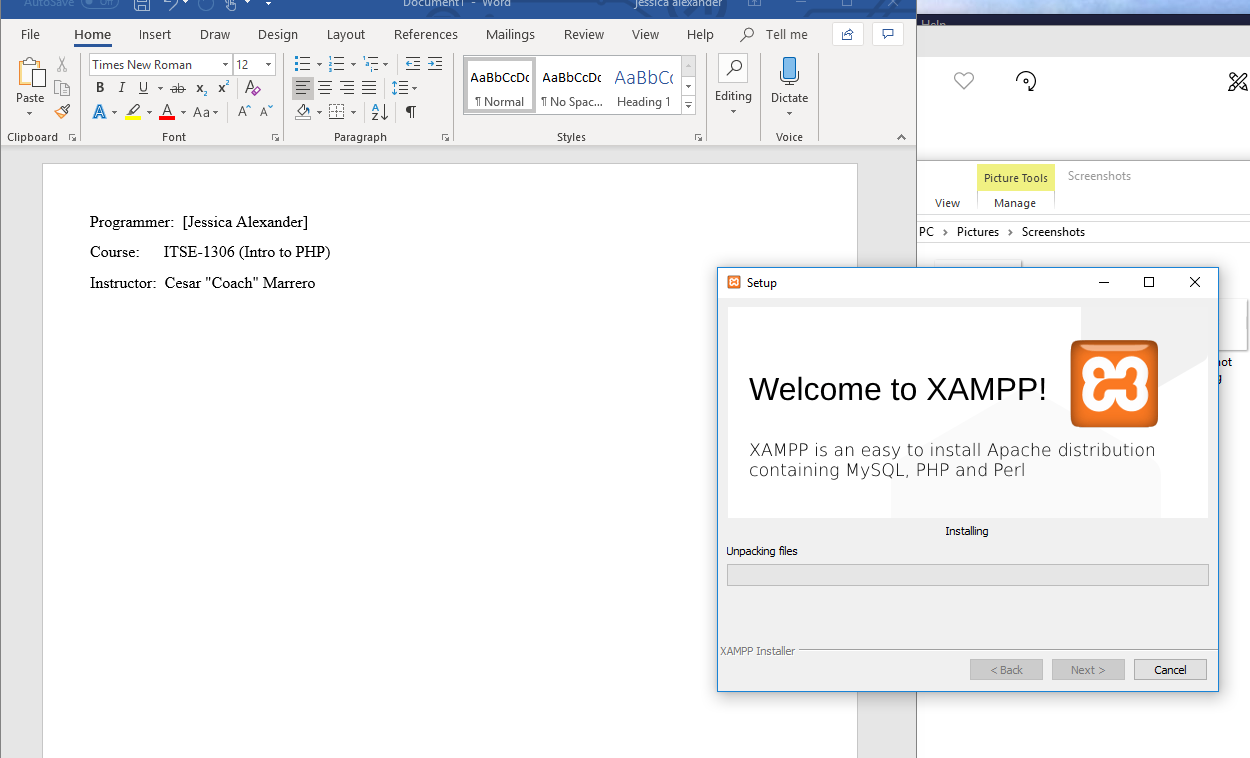 AutoSave Off Document1 - Word Jessica alexander
File Home Insert Draw Design Layout References Mailings Review View Help Tell me
Paste
Times New Roman 12
B I U ab x₂ x²
A A Aa A A
AaBbCcDc AaBbCcDc AaBbCc
¶ Normal ¶ No Spac... Heading 1
Editing
Dictate
Clipboard Font Paragraph Styles Voice
Programmer: [Jessica Alexander]
Course: ITSE-1306 (Intro to PHP)
Instructor: Cesar "Coach" Marrero
Help
Picture Tools Screenshots
View Manage
PC > Pictures > Screenshots
Setup
Welcome to XAMPP!
XAMPP is an easy to install Apache distribution
containing MySQL, PHP and Perl
Installing
Unpacking files
XAMPP Installer
< Back Next > Cancel